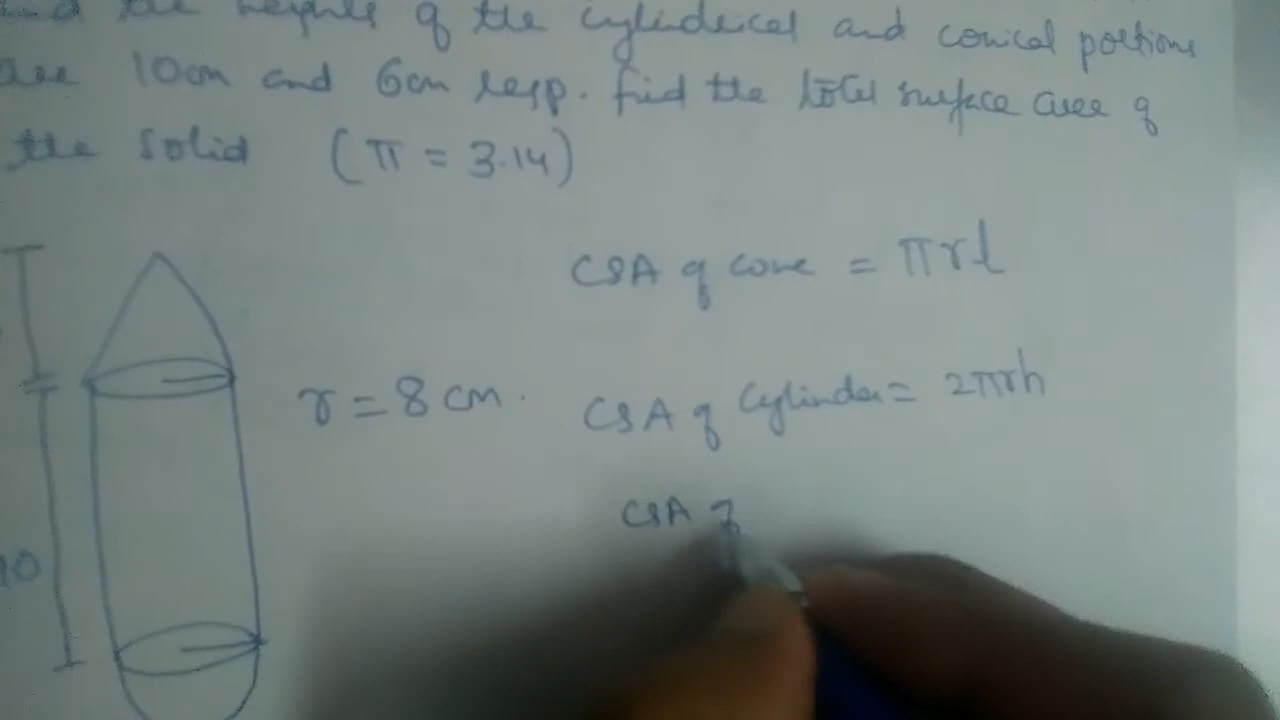 the heights of the cylinderical and conical portions
are 10cm and 6cm resp. find the total surface area of
the solid (π = 3.14)
CSA of cone = πrl
r = 8 cm.
CSA of Cylinder = 2πrh
CSA of
10